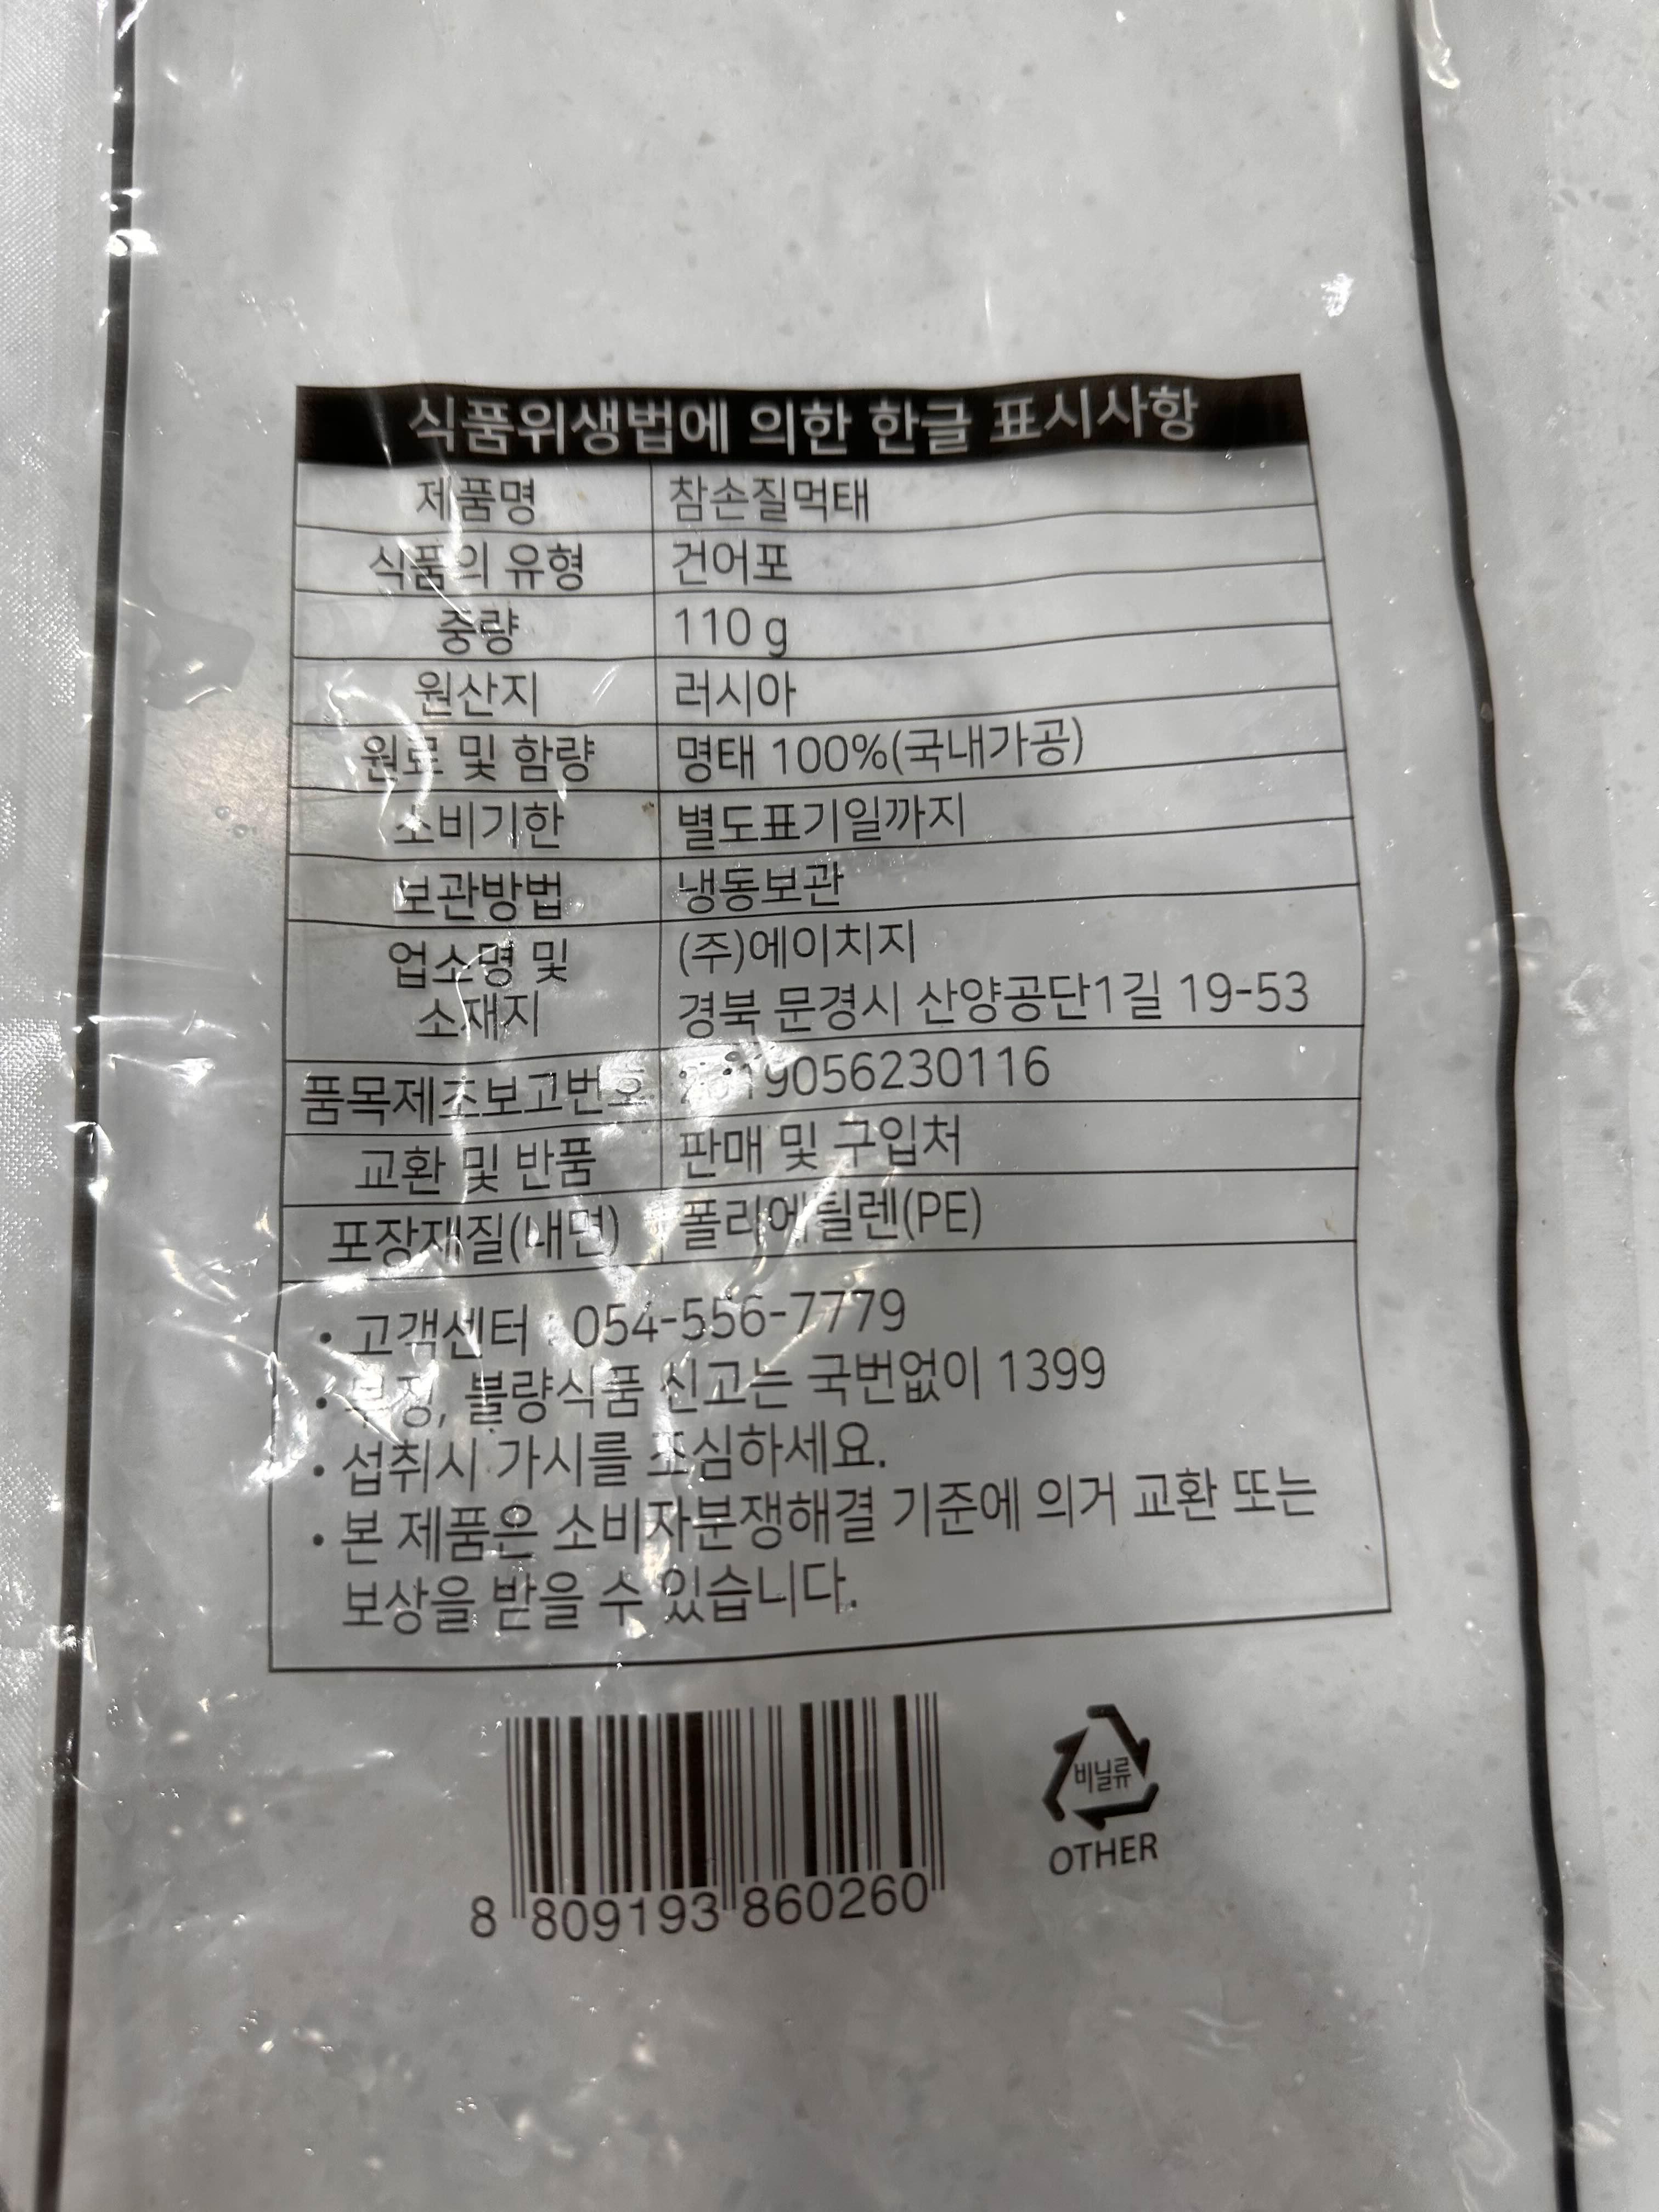 식품위생법에 의한 한글 표시사항
제품명 참손질먹태
식품의 유형 건어포
중량 110 g
원산지 러시아
원료 및 함량 명태 100%(국내가공)
소비기한 별도표기일까지
보관방법 냉동보관
업소명 및 (주)에이치지
소재지 경북 문경시 산양공단1길 19-53
품목제조보고번호
교환 및 반품 판매 및 구입처
포장재질(내면) 폴리에틸렌(PE)
• 고객센터 : 054-556-7779
• 부정, 불량식품 신고는 국번없이 1399
• 섭취시 가시를 조심하세요.
• 본 제품은 소비자분쟁해결 기준에 의거 교환 또는
보상을 받을 수 있습니다.
비닐류
OTHER
8 809193 860260